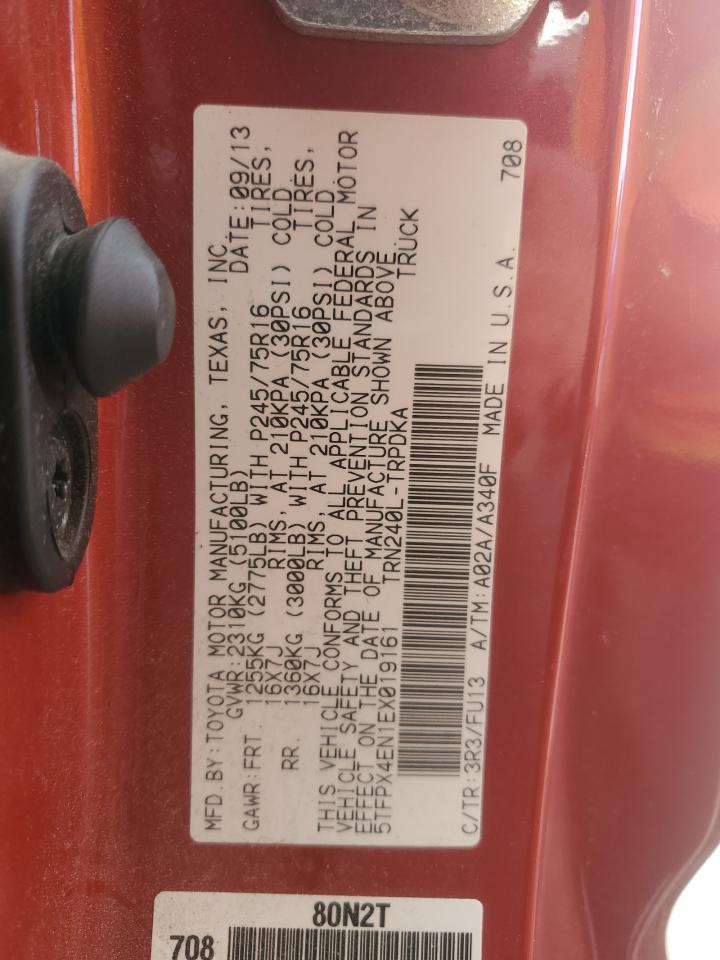 MFD.BY:TOYOTA MOTOR MANUFACTURING, TEXAS, INC.
GVWR:2310KG (5100LB) DATE:09/13
GAWR:FRT. 1255KG (2775LB) WITH P245/75R16 TIRES,
16X7J RIMS, AT 210KPA (30PSI) COLD
RR. 1360KG (3000LB) WITH P245/75R16 TIRES,
16X7J RIMS, AT 210KPA (30PSI) COLD
THIS VEHICLE CONFORMS TO ALL APPLICABLE FEDERAL MOTOR
VEHICLE SAFETY AND THEFT PREVENTION STANDARDS IN
EFFECT ON THE DATE OF MANUFACTURE SHOWN ABOVE.
5TFPX4EN1EX019161 TRN240L-TRPDKA TRUCK
C/TR:3R3/FU13 A/TM:A02A/A340F MADE IN U.S.A. 708
80N2T
708